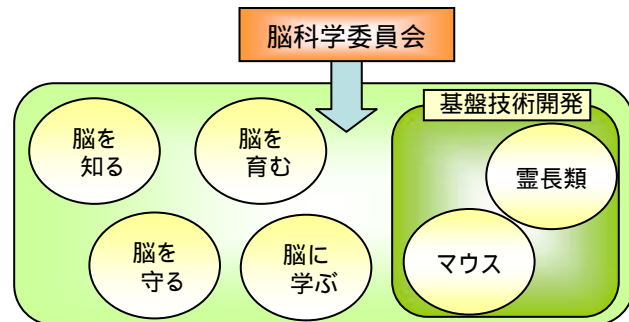 脳科学委員会
基盤技術開発
脳を
知る
脳を
育む
霊長類
脳を
守る
脳に
学ぶ
マウス